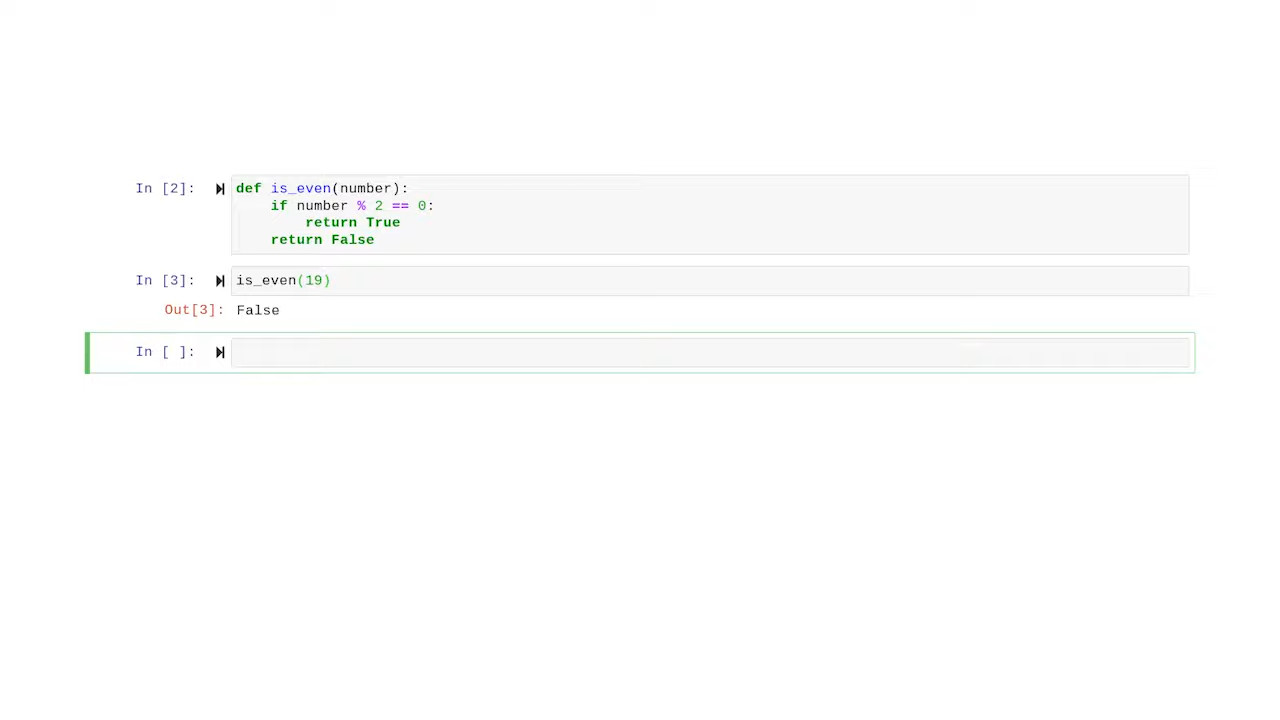 In [2]: def is_even(number):
    if number % 2 == 0:
        return True
    return False
In [3]: is_even(19)
Out[3]: False
In [ ]: